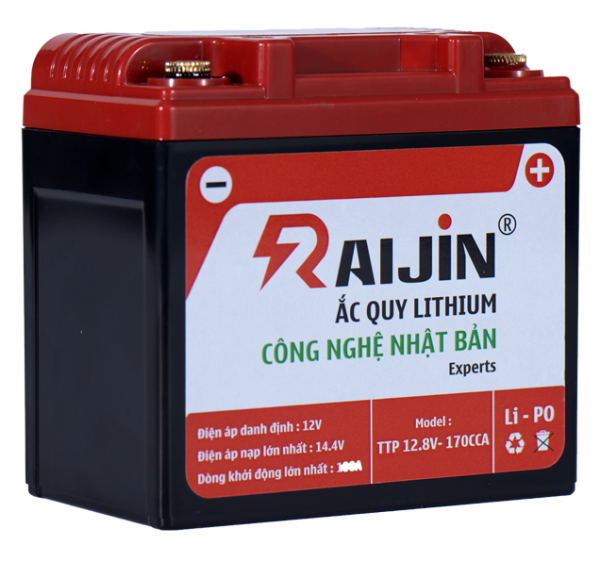 RAIJIN®
ẮC QUY LITHIUM
CÔNG NGHỆ NHẬT BẢN
Experts
Điện áp danh định : 12V
Điện áp nạp lớn nhất : 14.4V
Dòng khởi động lớn nhất :
Model :
TTP 12.8V- 170CCA
Li - PO